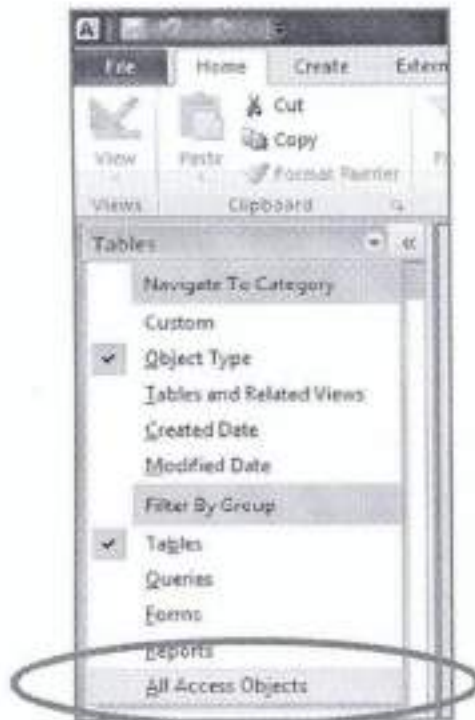 A
File Home Create Extern
Cut
Copy
Format Painter
View
Paste
Views
Clipboard
Tables
Navigate To Category
Custom
Object Type
Tables and Related Views
Created Date
Modified Date
Filter By Group
Tables
Queries
Forms
Reports
All Access Objects